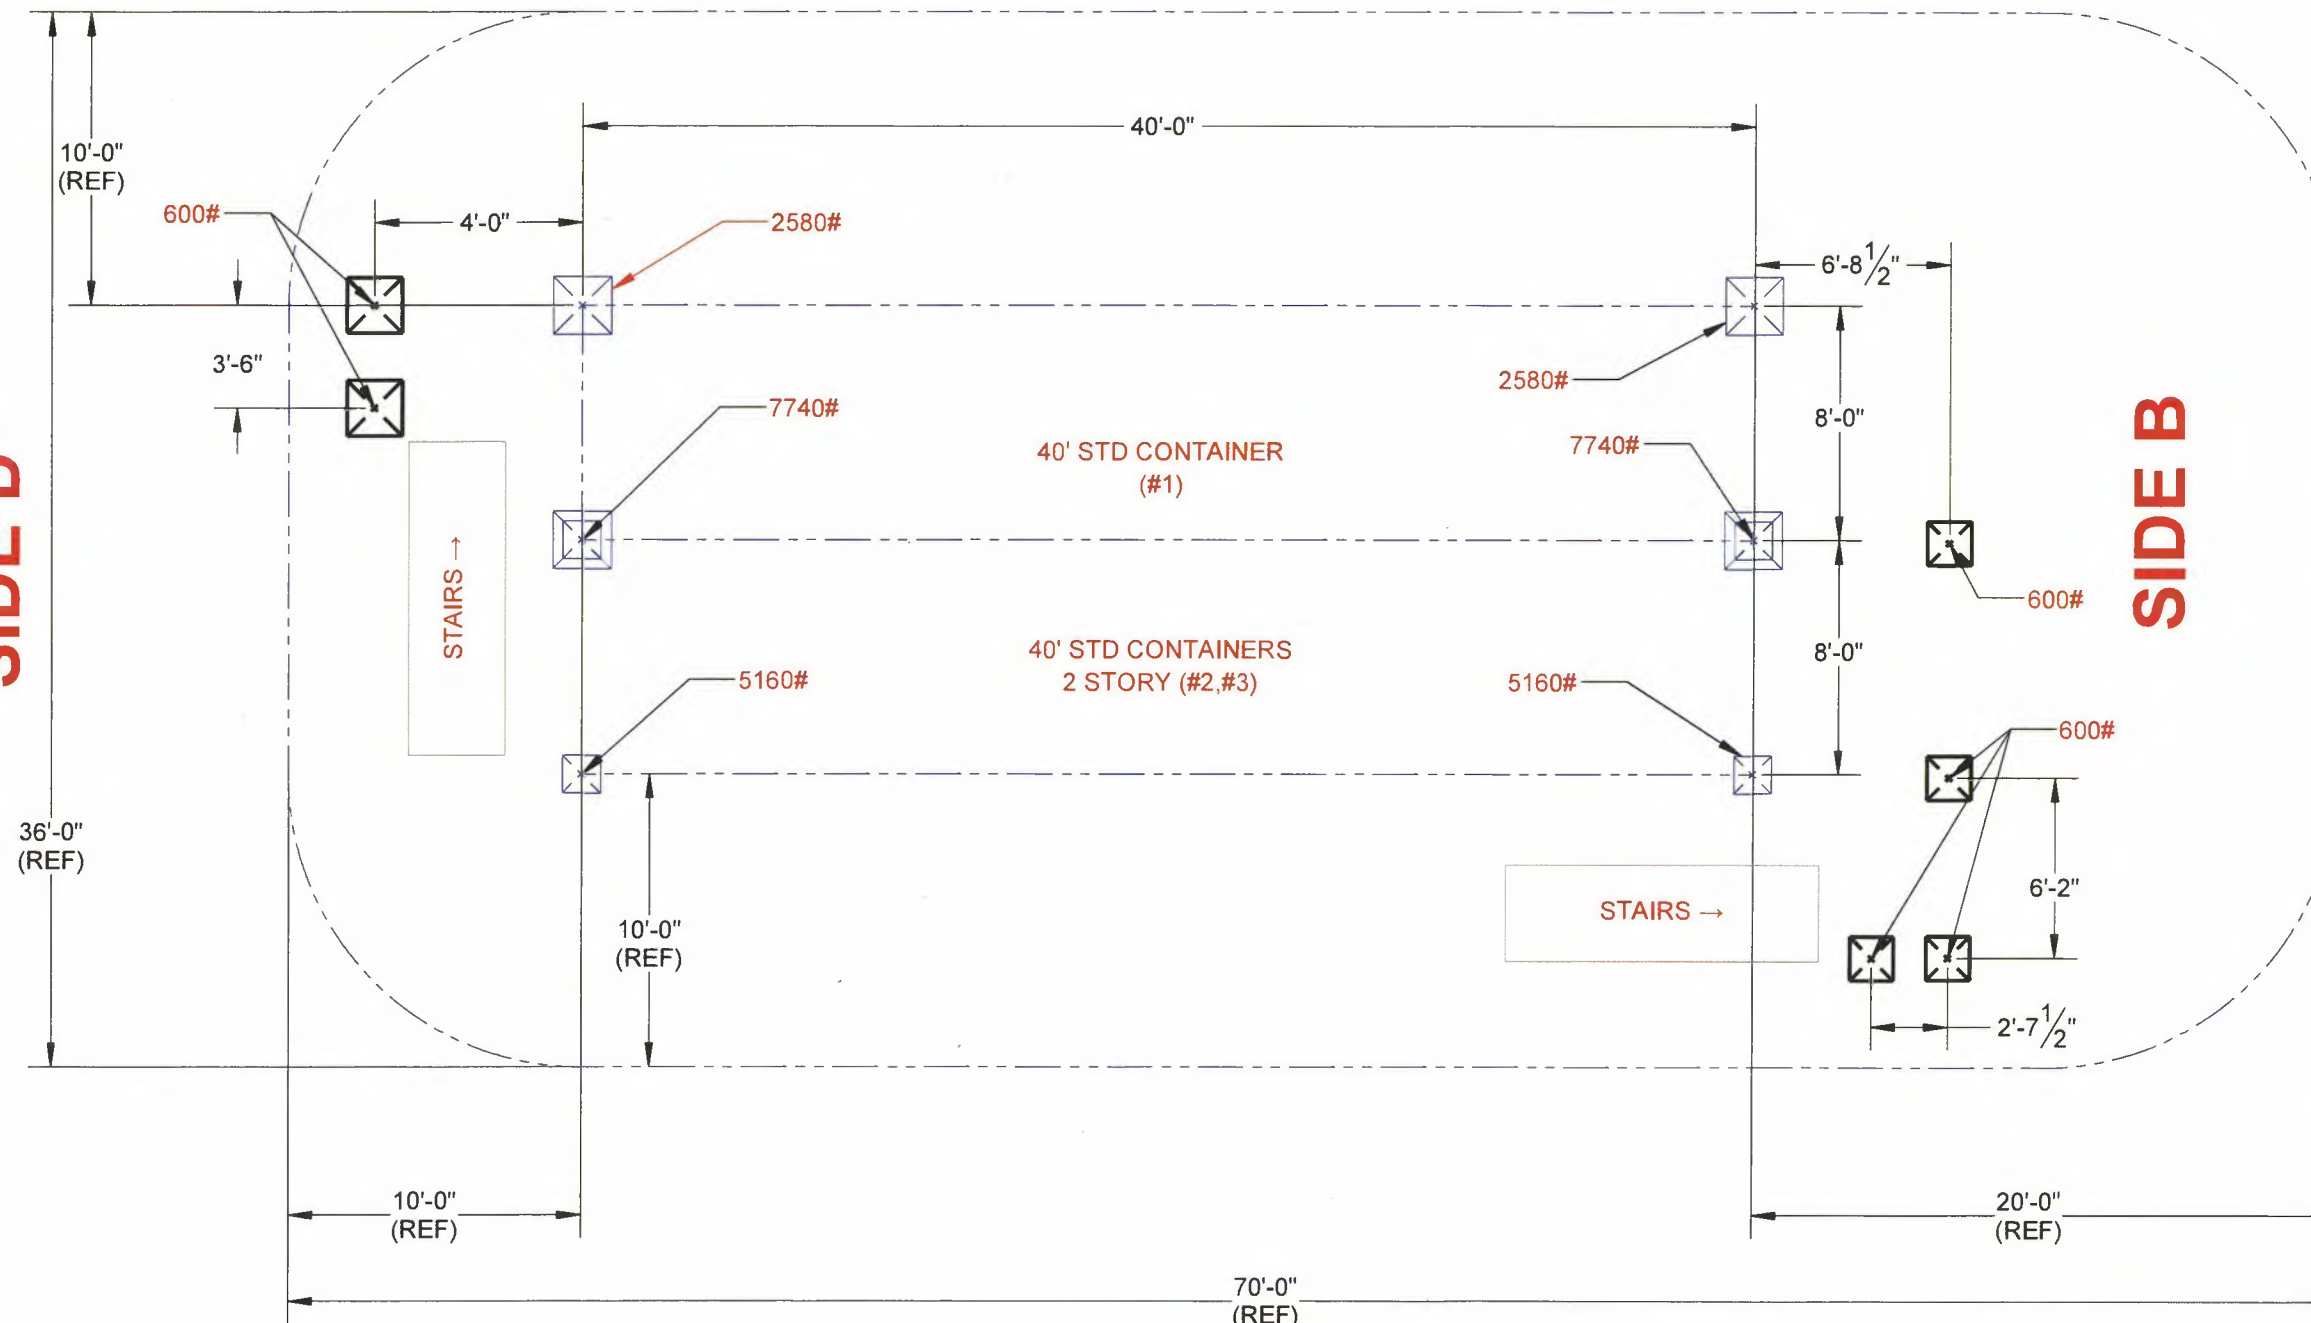 40'-0"
10'-0"
(REF)
600#
4'-0"
2580#
6'-8 1/2"
3'-6"
2580#
7740#
8'-0"
7740#
40' STD CONTAINER
(#1)
SIDE B
STAIRS →
600#
40' STD CONTAINERS
2 STORY (#2,#3)
8'-0"
5160#
5160#
600#
36'-0"
(REF)
6'-2"
STAIRS →
10'-0"
(REF)
2'-7 1/2"
10'-0"
(REF)
20'-0"
(REF)
70'-0"
(REF)
SIDE